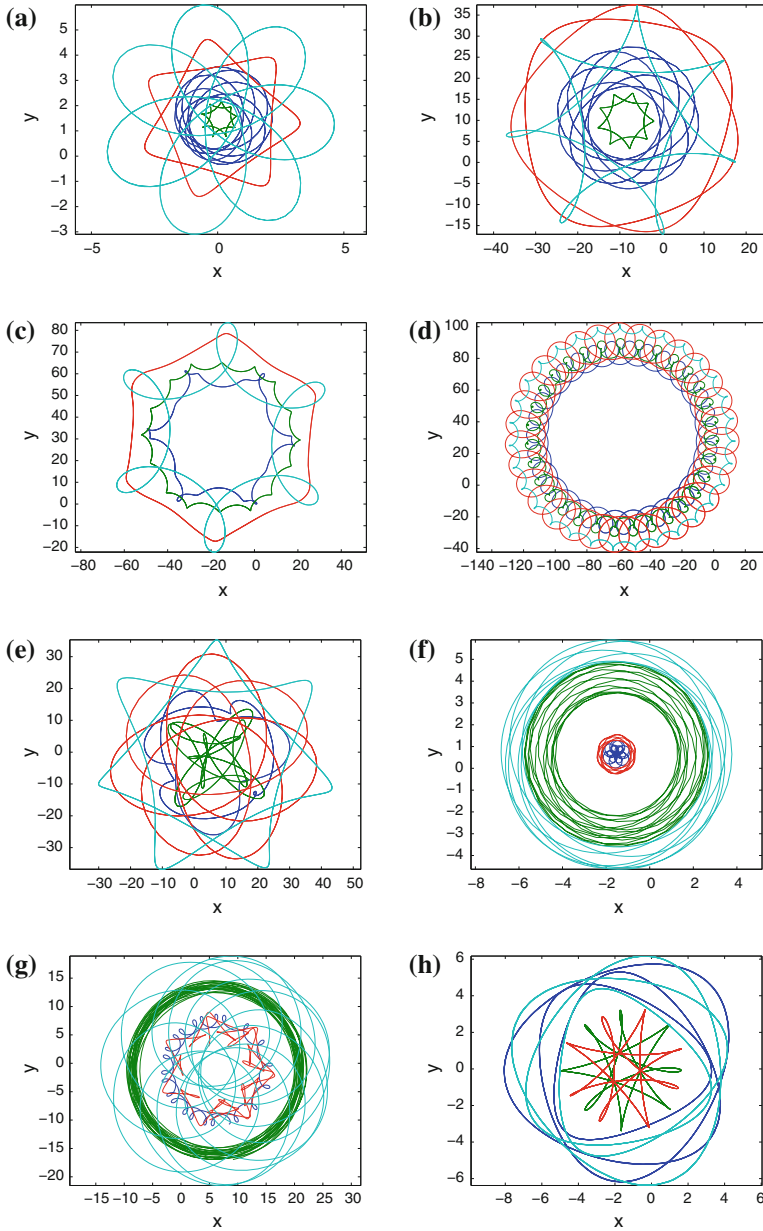 (a)
6
5
4
3
2
1
0
−1
−2
−3
y
−5 0 5
x
(b)
35
30
25
20
15
10
5
0
−5
−10
−15
y
−40 −30 −20 −10 0 10 20
x
(c)
80
70
60
50
40
30
20
10
0
−10
−20
y
−80 −60 −40 −20 0 20 40
x
(d)
100
80
60
40
20
0
−20
−40
y
−140 −120 −100 −80 −60 −40 −20 0 20
x
(e)
30
20
10
0
−10
−20
−30
y
−30 −20 −10 0 10 20 30 40 50
x
(f)
5
4
3
2
1
0
−1
−2
−3
−4
y
−8 −6 −4 −2 0 2 4
x
(g)
15
10
5
0
−5
−10
−15
−20
y
−15 −10 −5 0 5 10 15 20 25 30
x
(h)
6
4
2
0
−2
−4
−6
y
−8 −6 −4 −2 0 2 4 6
x